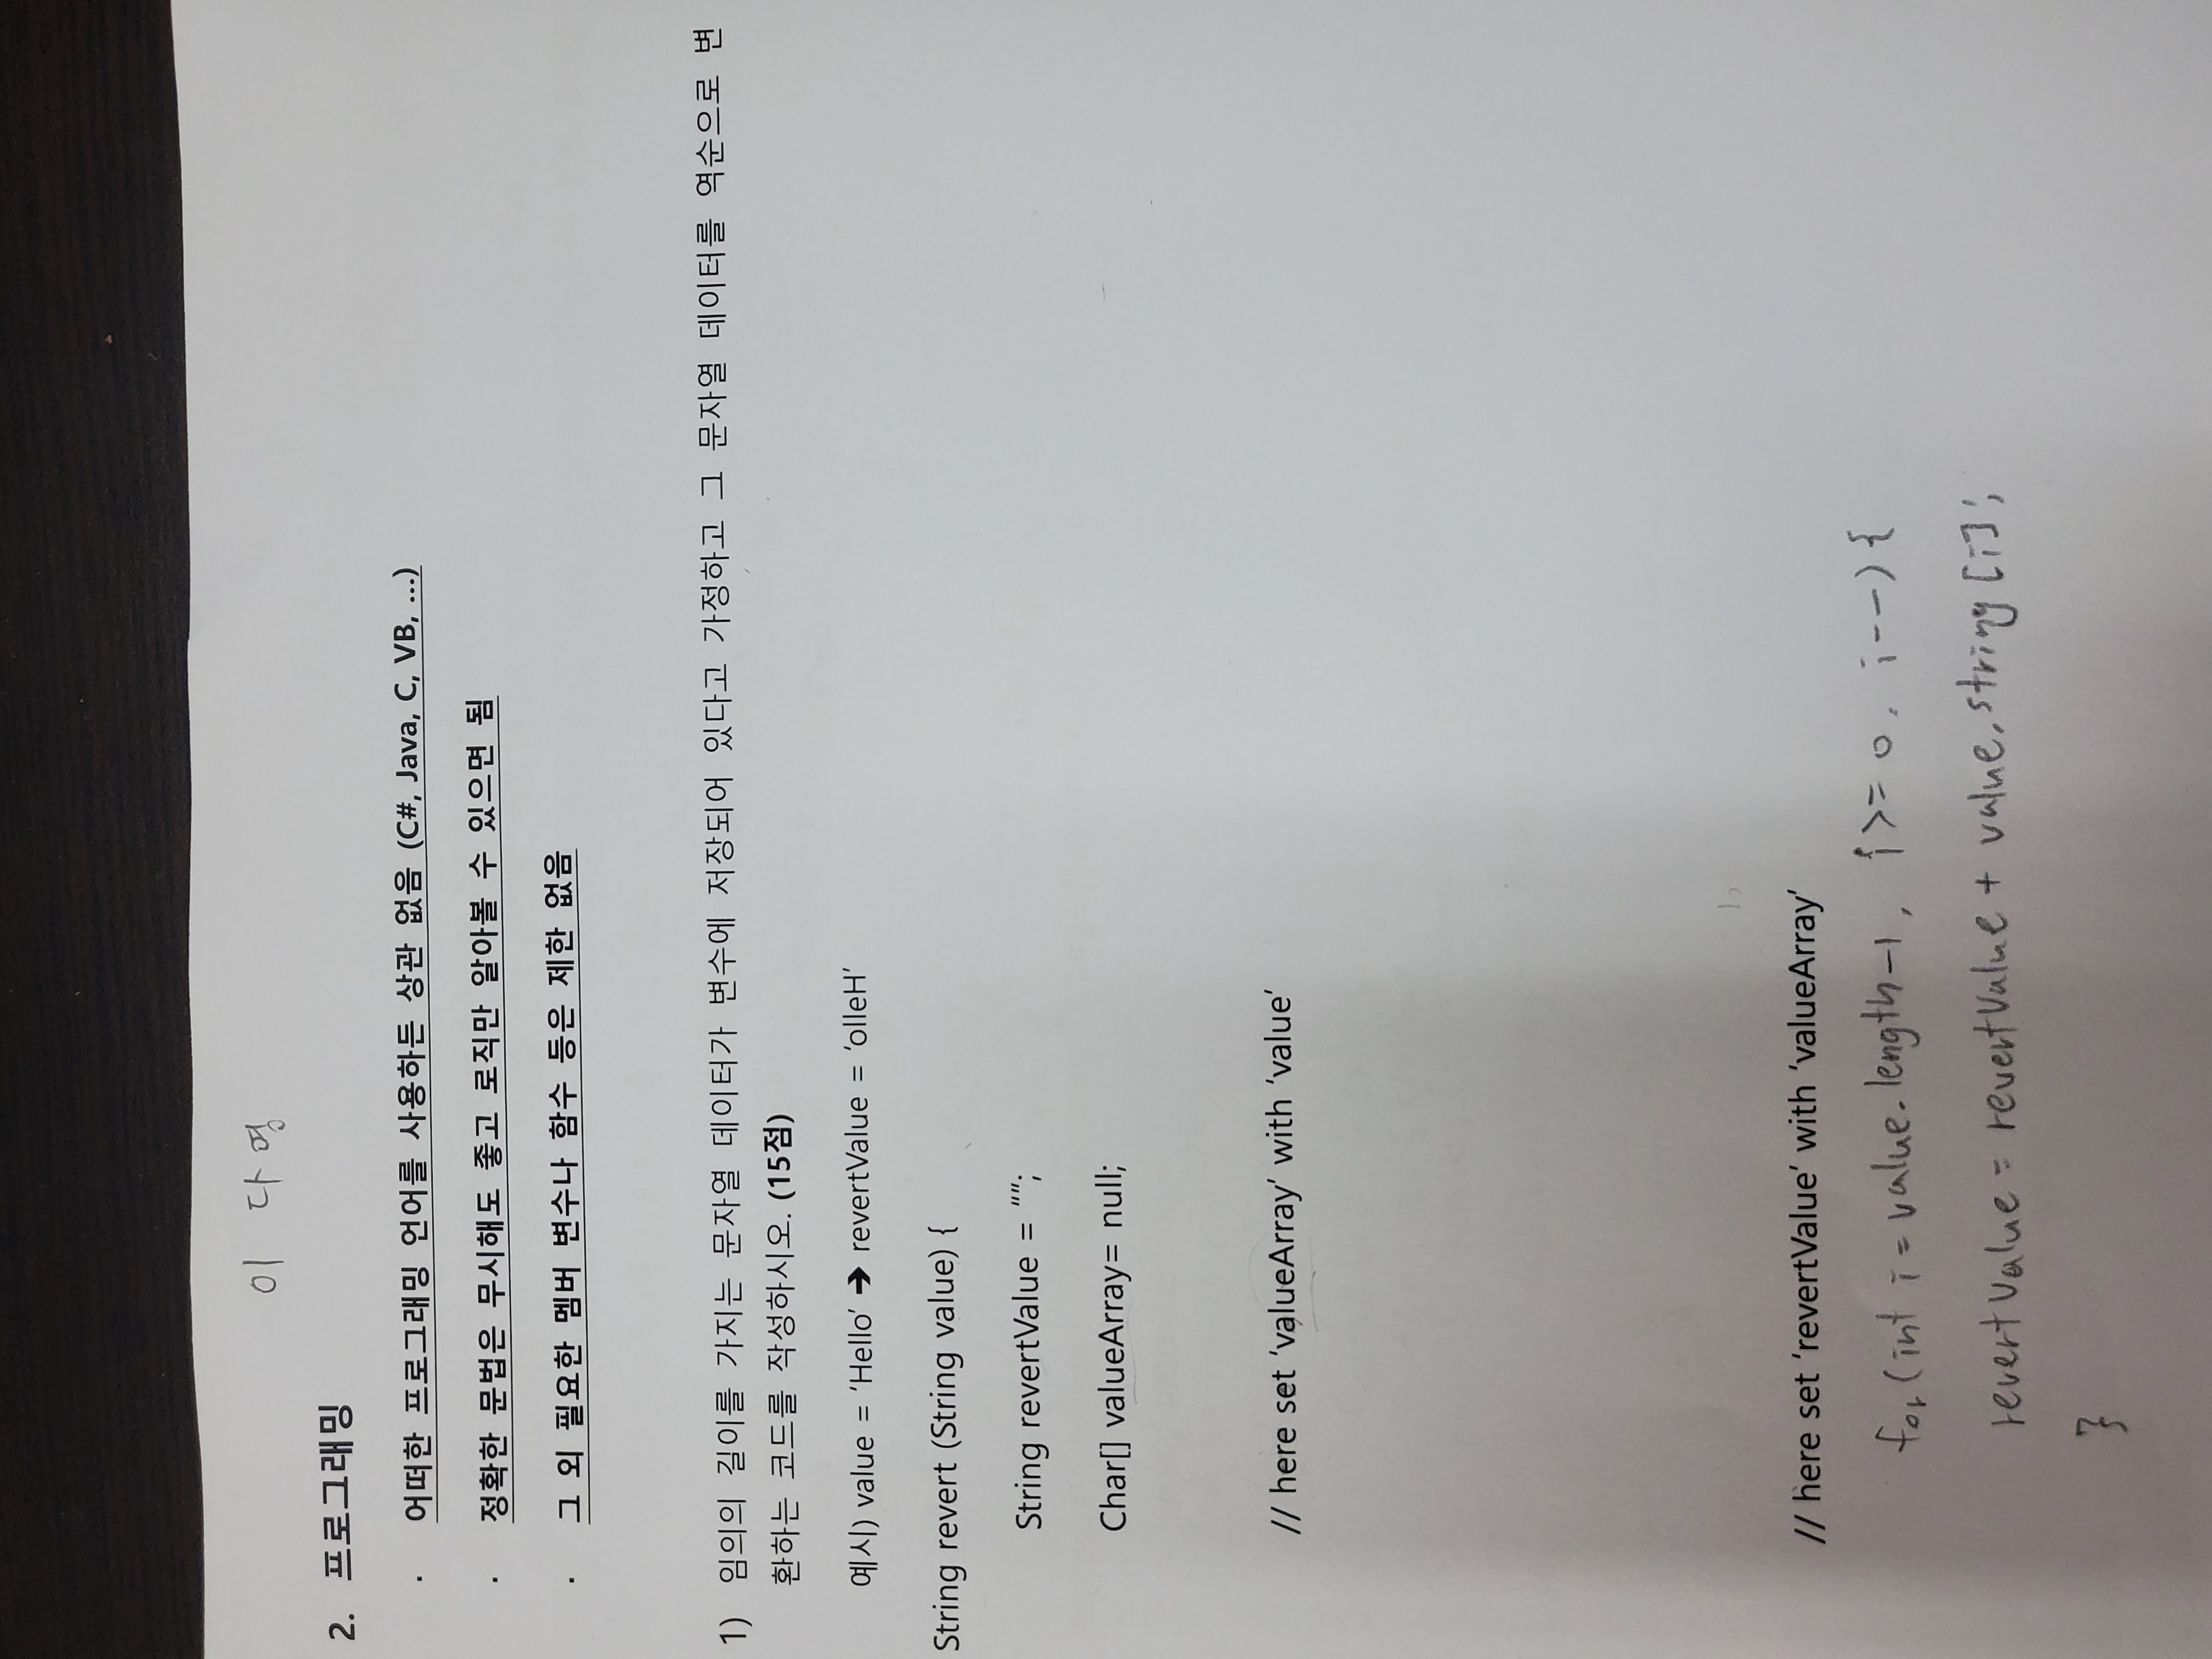 이 다영
2. 프로그래밍
· 어떠한 프로그래밍 언어를 사용하든 상관 없음 (C#, Java, C, VB, ...)
· 정확한 문법은 무시해도 좋고 로직만 알아볼 수 있으면 됨
· 그 외 필요한 멤버 변수나 함수 등은 제한 없음
1) 임의의 길이를 가지는 문자열 데이터가 변수에 저장되어 있다고 가정하고 그 문자열 데이터를 역순으로 변
환하는 코드를 작성하시오. (15점)
예시) value = ‘Hello’ ➔ revertValue = ‘olleH’
String revert (String value) {
String revertValue = “”;
Char[] valueArray= null;
// here set ‘valueArray’ with ‘value’
// here set ‘revertValue’ with ‘valueArray’
for(int i = value.length-1, i>= 0, i--){
revertValue = revertValue + value.string[i];
}